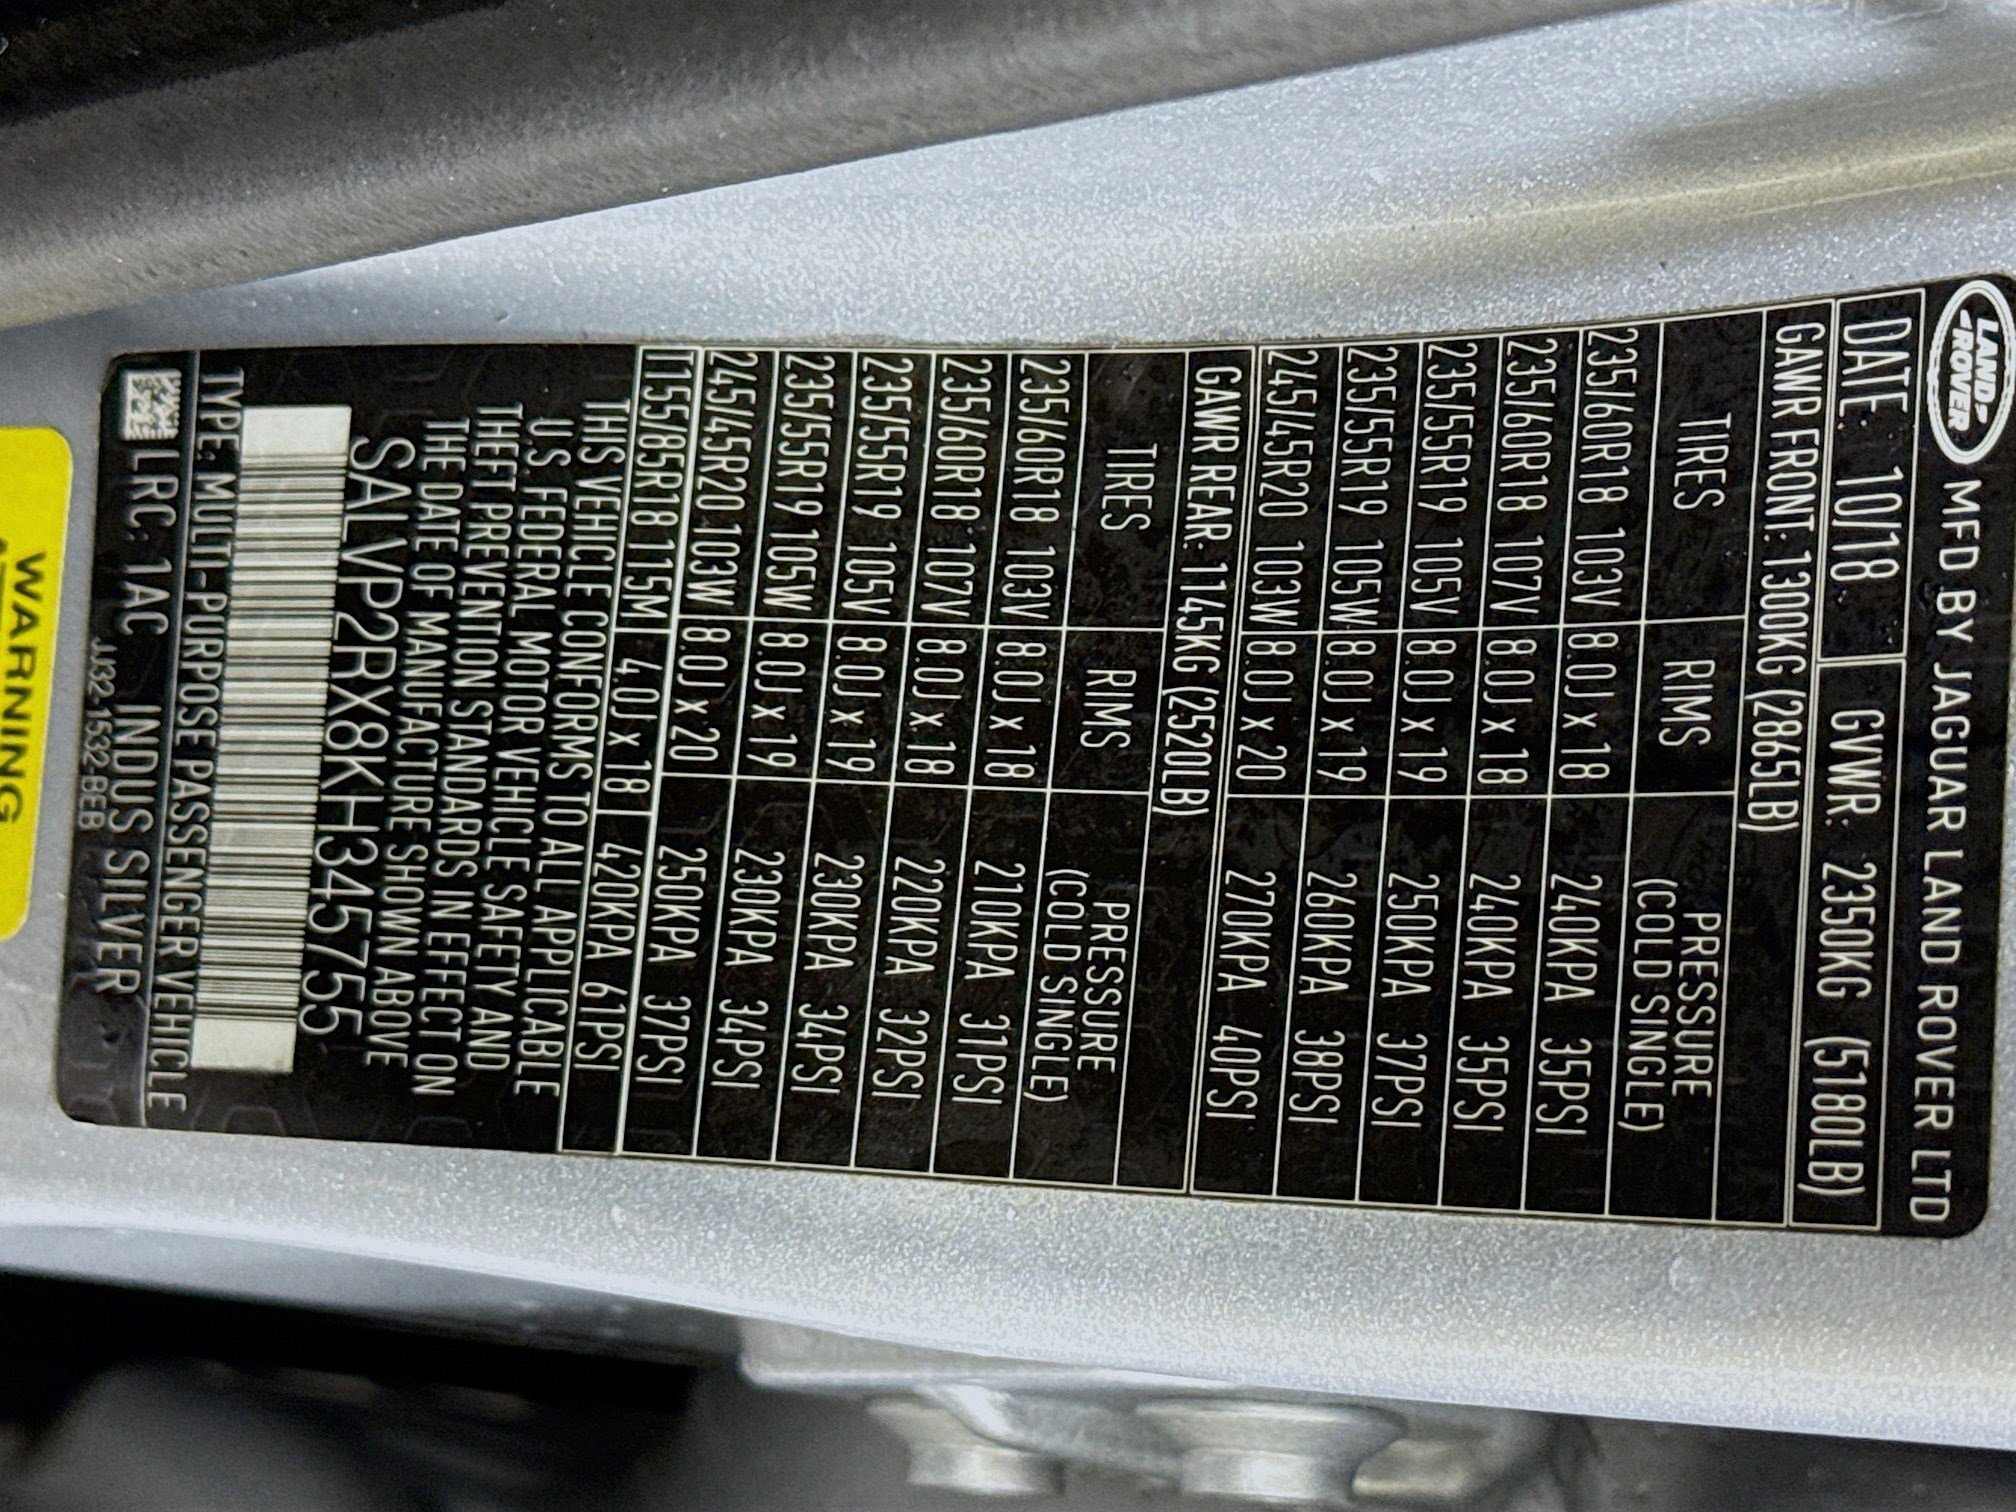 LAND ROVER MFD BY JAGUAR LAND ROVER LTD
DATE: 10/18 GVWR: 2350KG (5180LB)
GAWR FRONT: 1300KG (2865LB)
TIRES RIMS PRESSURE (COLD SINGLE)
235/60R18 103V 8.0J x 18 240KPA 35PSI
235/60R18 107V 8.0J x 18 240KPA 35PSI
235/55R19 105V 8.0J x 19 250KPA 37PSI
235/55R19 105W 8.0J x 19 260KPA 38PSI
245/45R20 103W 8.0J x 20 270KPA 40PSI
GAWR REAR: 1145KG (2520LB)
TIRES RIMS PRESSURE (COLD SINGLE)
235/60R18 103V 8.0J x 18 210KPA 31PSI
235/60R18 107V 8.0J x 18 220KPA 32PSI
235/55R19 105V 8.0J x 19 230KPA 34PSI
235/55R19 105W 8.0J x 19 230KPA 34PSI
245/45R20 103W 8.0J x 20 250KPA 37PSI
T155/85R18 115M 4.0J x 18 420KPA 61PSI
THIS VEHICLE CONFORMS TO ALL APPLICABLE
U.S. FEDERAL MOTOR VEHICLE SAFETY AND
THEFT PREVENTION STANDARDS IN EFFECT ON
THE DATE OF MANUFACTURE SHOWN ABOVE
SALVP2RX8KH345755
TYPE: MULTI-PURPOSE PASSENGER VEHICLE
LRC: 1AC INDUS SILVER
JJ32-1532-BEB
WARNING